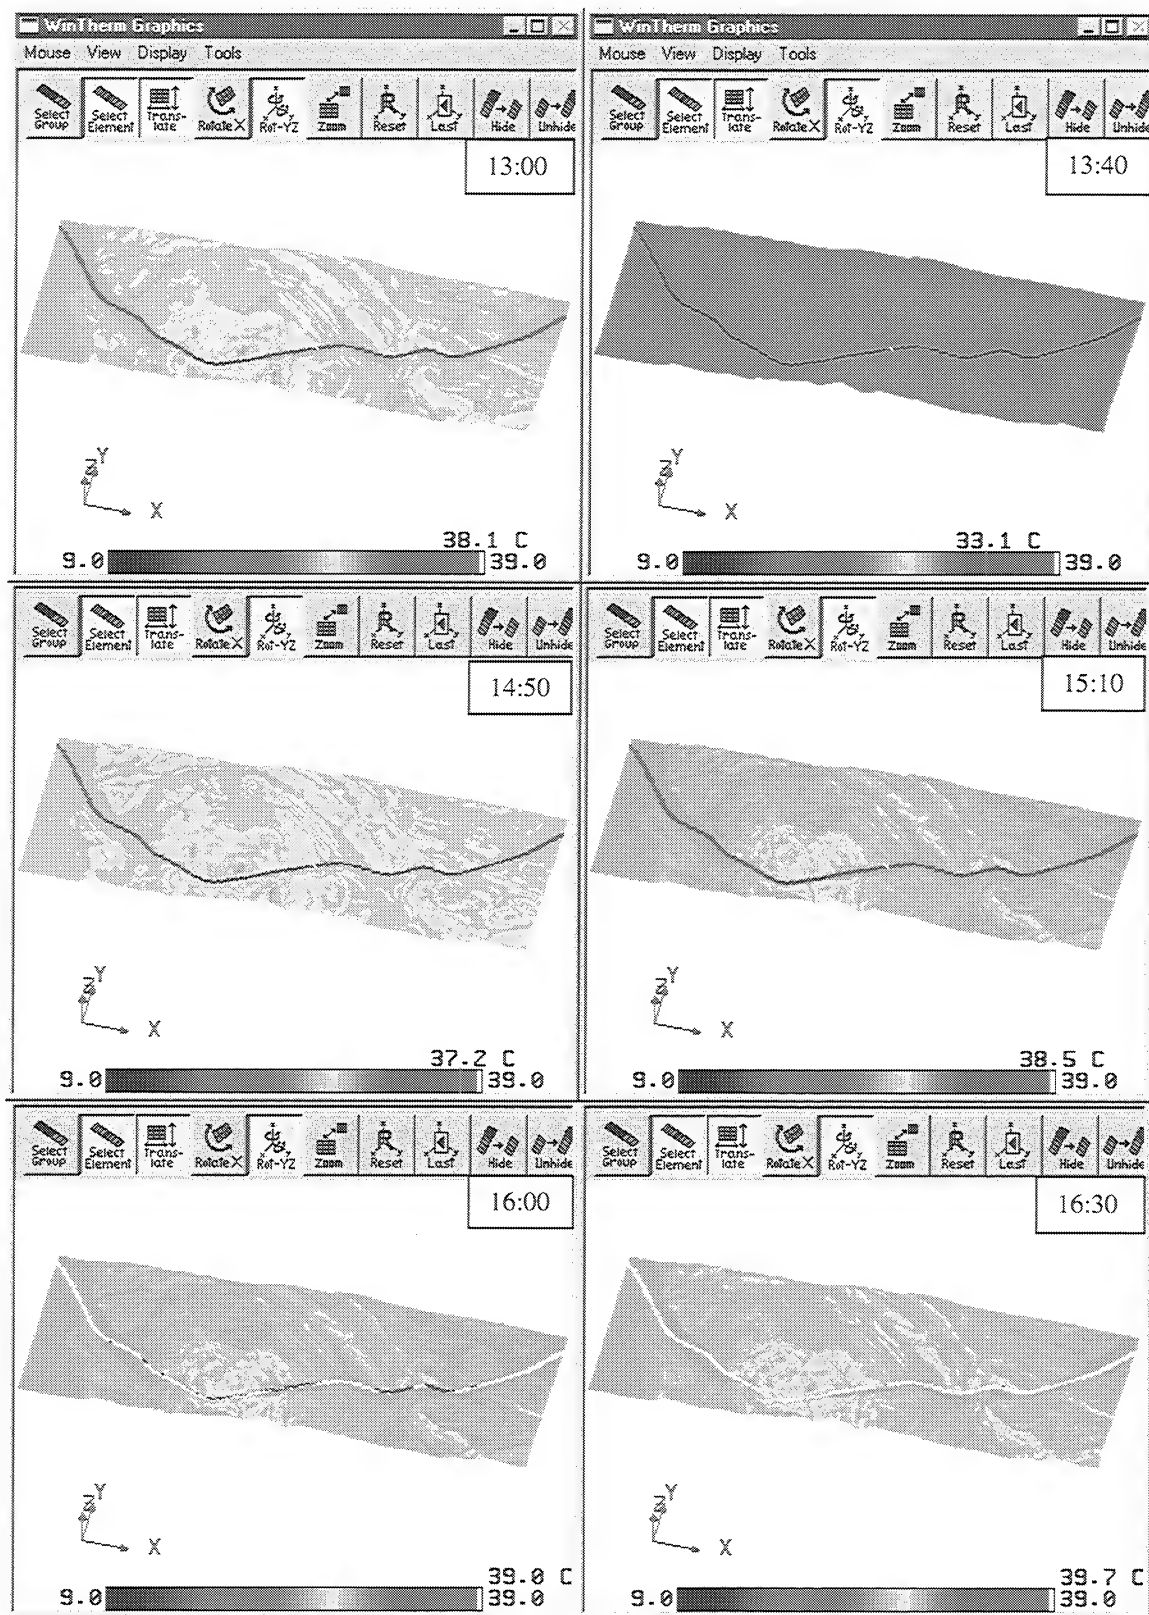 WinTherm Graphics
Mouse View Display Tools
Select Group
Select Element
Trans-late
Rotate X
Rot-YZ
Zoom
Reset
Last
Hide
Unhide
13:00
Z Y X
38.1 C
9.0 39.0
WinTherm Graphics
Mouse View Display Tools
Select Group
Select Element
Trans-late
Rotate X
Rot-YZ
Zoom
Reset
Last
Hide
Unhide
13:40
Z Y X
33.1 C
9.0 39.0
Select Group
Select Element
Trans-late
Rotate X
Rot-YZ
Zoom
Reset
Last
Hide
Unhide
14:50
Z Y X
37.2 C
9.0 39.0
Select Group
Select Element
Trans-late
Rotate X
Rot-YZ
Zoom
Reset
Last
Hide
Unhide
15:10
Z Y X
38.5 C
9.0 39.0
Select Group
Select Element
Trans-late
Rotate X
Rot-YZ
Zoom
Reset
Last
Hide
Unhide
16:00
Z Y X
39.0 C
9.0 39.0
Select Group
Select Element
Trans-late
Rotate X
Rot-YZ
Zoom
Reset
Last
Hide
Unhide
16:30
Z Y X
39.7 C
9.0 39.0